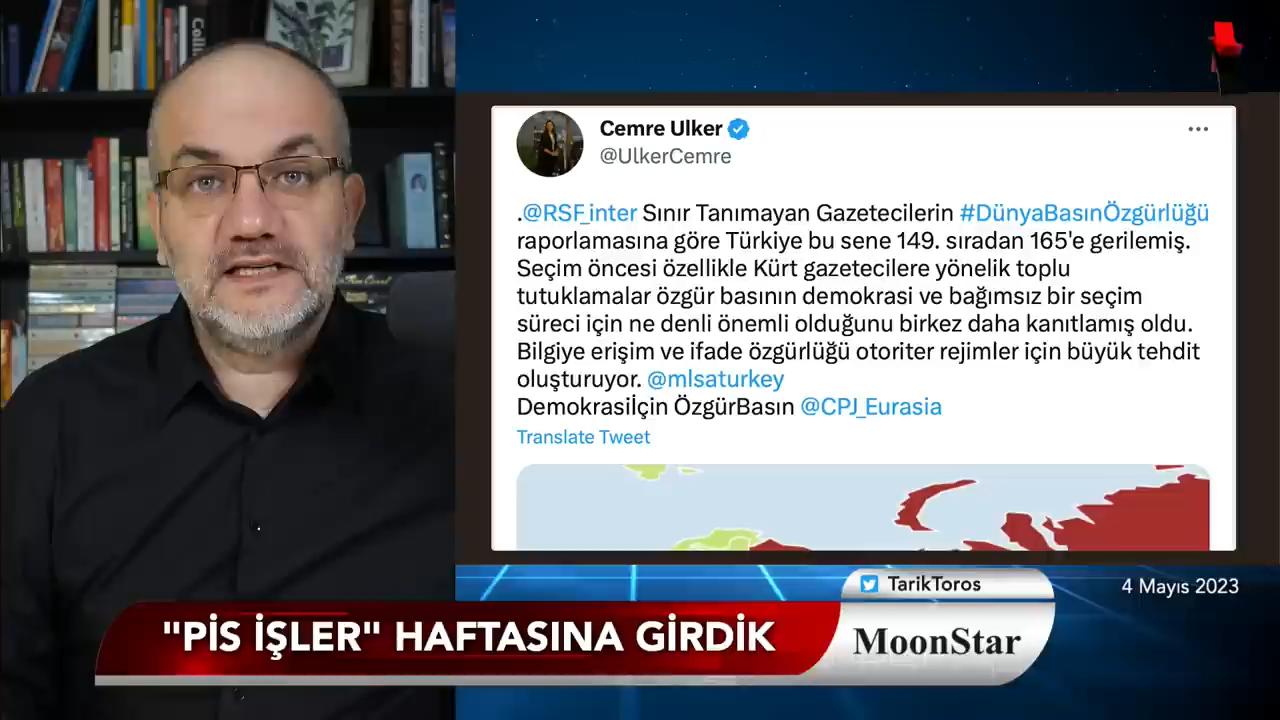 Cemre Ulker
@UlkerCemre
.@RSF_inter Sınır Tanımayan Gazetecilerin #DünyaBasınÖzgürlüğü
raporlamasına göre Türkiye bu sene 149. sıradan 165'e gerilemiş.
Seçim öncesi özellikle Kürt gazetecilere yönelik toplu
tutuklamalar özgür basının demokrasi ve bağımsız bir seçim
süreci için ne denli önemli olduğunu birkez daha kanıtlamış oldu.
Bilgiye erişim ve ifade özgürlüğü otoriter rejimler için büyük tehdit
oluşturuyor. @mlsaturkey
Demokrasiİçin ÖzgürBasın @CPJ_Eurasia
Translate Tweet
TarikToros
4 Mayıs 2023
"PİS İŞLER" HAFTASINA GİRDİK
MoonStar